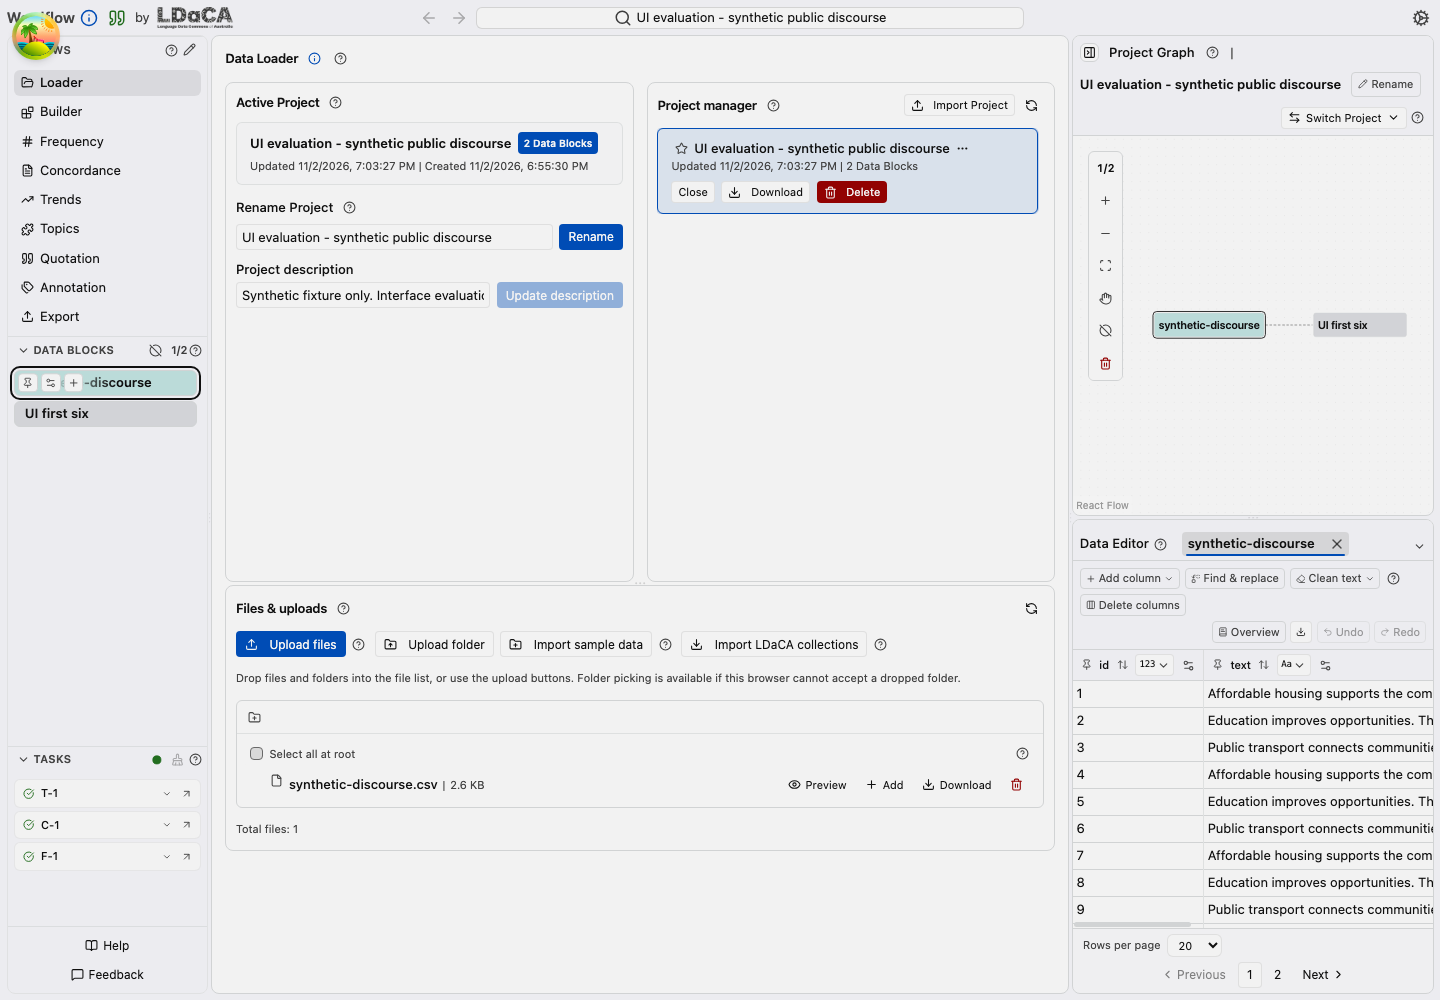 by LDaCA
Language Data Commons of Australia
UI evaluation - synthetic public discourse
Loader
Builder
Frequency
Concordance
Trends
Topics
Quotation
Annotation
Export
DATA BLOCKS 1/2
-discourse
UI first six
TASKS
T-1
C-1
F-1
Help
Feedback
Data Loader
Active Project
UI evaluation - synthetic public discourse 2 Data Blocks
Updated 11/2/2026, 7:03:27 PM | Created 11/2/2026, 6:55:30 PM
Rename Project
UI evaluation - synthetic public discourse Rename
Project description
Synthetic fixture only. Interface evaluatic Update description
Project manager Import Project
UI evaluation - synthetic public discourse ...
Updated 11/2/2026, 7:03:27 PM | 2 Data Blocks
Close Download Delete
Files & uploads
Upload files Upload folder Import sample data Import LDaCA collections
Drop files and folders into the file list, or use the upload buttons. Folder picking is available if this browser cannot accept a dropped folder.
Select all at root
synthetic-discourse.csv | 2.6 KB Preview Add Download
Total files: 1
Project Graph |
UI evaluation - synthetic public discourse Rename
Switch Project
1/2
synthetic-discourse UI first six
React Flow
Data Editor synthetic-discourse
Add column Find & replace Clean text
Delete columns
Overview Undo Redo
id 123 text Aa
1 Affordable housing supports the com
2 Education improves opportunities. Th
3 Public transport connects communitie
4 Affordable housing supports the com
5 Education improves opportunities. Th
6 Public transport connects communitie
7 Affordable housing supports the com
8 Education improves opportunities. Th
9 Public transport connects communitie
Rows per page 20
Previous 1 2 Next